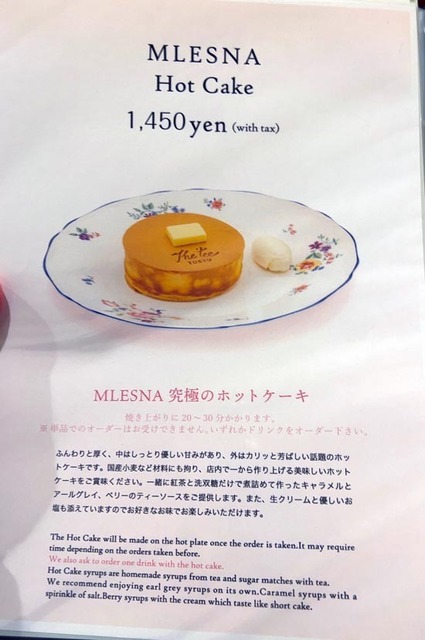 MLESNA
Hot Cake
1,450yen (with tax)
The tee
TOKYO
MLESNA 究極のホットケーキ
焼き上がりに20〜30分かかります。
※単品でのオーダーはお受けできません。いずれかドリンクをオーダー下さい。
ふんわりと厚く、中はしっとり優しい甘みがあり、外はカリッと芳ばしい話題のホッ
トケーキです。国産小麦など材料にも拘り、店内で一から作り上げる美味しいホット
ケーキをご賞味ください。一緒に紅茶と洗双糖だけで煮詰めて作ったキャラメルと
アールグレイ、ベリーのティーソースをご提供します。また、生クリームと優しいお
塩も添えていますのでお好きなお味でお楽しみいただけます。
The Hot Cake will be made on the hot plate once the order is taken.It may require
time depending on the orders taken before.
We also ask to order one drink with the hot cake.
Hot Cake syrups are homemade syrups from tea and sugar matches with tea.
We recommend enjoying earl grey syrups on its own.Caramel syrups with a
spirinkle of salt.Berry syrups with the cream which taste like short cake.